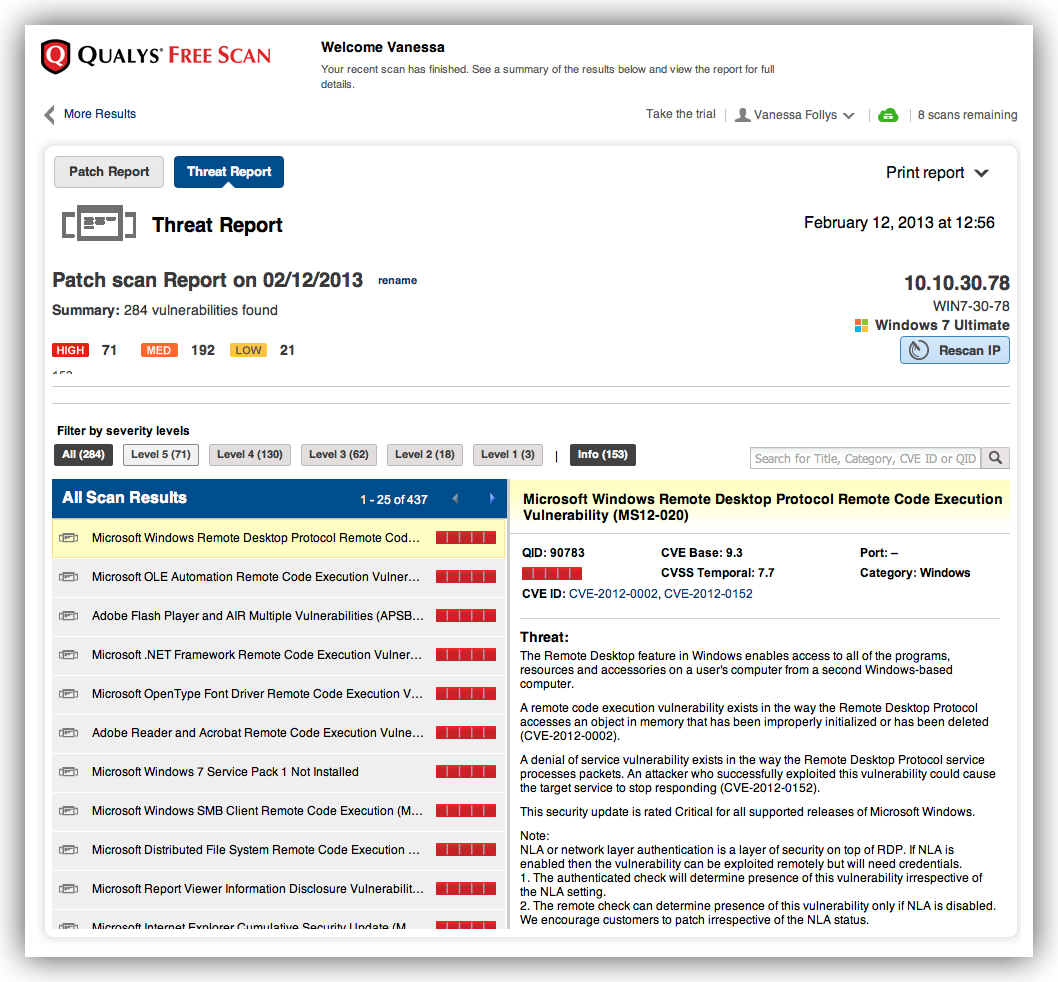 QUALYS® FREE SCAN
Welcome Vanessa
Your recent scan has finished. See a summary of the results below and view the report for full
details.
More Results
Take the trial | Vanessa Follys | | 8 scans remaining
Patch Report
Threat Report
Print report
Threat Report
February 12, 2013 at 12:56
Patch scan Report on 02/12/2013 rename
Summary: 284 vulnerabilities found
10.10.30.78
WIN7-30-78
Windows 7 Ultimate
Rescan IP
HIGH 71 MED 192 LOW 21
Filter by severity levels
All (284) Level 5 (71) Level 4 (130) Level 3 (62) Level 2 (18) Level 1 (3) | Info (153)
Search for Title, Category, CVE ID or QID
All Scan Results 1 - 25 of 437
Microsoft Windows Remote Desktop Protocol Remote Cod...
Microsoft OLE Automation Remote Code Execution Vulner...
Adobe Flash Player and AIR Multiple Vulnerabilities (APSB...
Microsoft .NET Framework Remote Code Execution Vulner...
Microsoft OpenType Font Driver Remote Code Execution V...
Adobe Reader and Acrobat Remote Code Execution Vulne...
Microsoft Windows 7 Service Pack 1 Not Installed
Microsoft Windows SMB Client Remote Code Execution (M...
Microsoft Distributed File System Remote Code Execution ...
Microsoft Report Viewer Information Disclosure Vulnerabilit...
Microsoft Internet Explorer Cumulative Security Update (M...
Microsoft Windows Remote Desktop Protocol Remote Code Execution
Vulnerability (MS12-020)
QID: 90783 CVE Base: 9.3 Port: –
CVSS Temporal: 7.7 Category: Windows
CVE ID: CVE-2012-0002, CVE-2012-0152
Threat:
The Remote Desktop feature in Windows enables access to all of the programs,
resources and accessories on a user's computer from a second Windows-based
computer.
A remote code execution vulnerability exists in the way the Remote Desktop Protocol
accesses an object in memory that has been improperly initialized or has been deleted
(CVE-2012-0002).
A denial of service vulnerability exists in the way the Remote Desktop Protocol service
processes packets. An attacker who successfully exploited this vulnerability could cause
the target service to stop responding (CVE-2012-0152).
This security update is rated Critical for all supported releases of Microsoft Windows.
Note:
NLA or network layer authentication is a layer of security on top of RDP. If NLA is
enabled then the vulnerability can be exploited remotely but will need credentials.
1. The authenticated check will determine presence of this vulnerability irrespective of
the NLA setting.
2. The remote check can determine presence of this vulnerability only if NLA is disabled.
We encourage customers to patch irrespective of the NLA status.